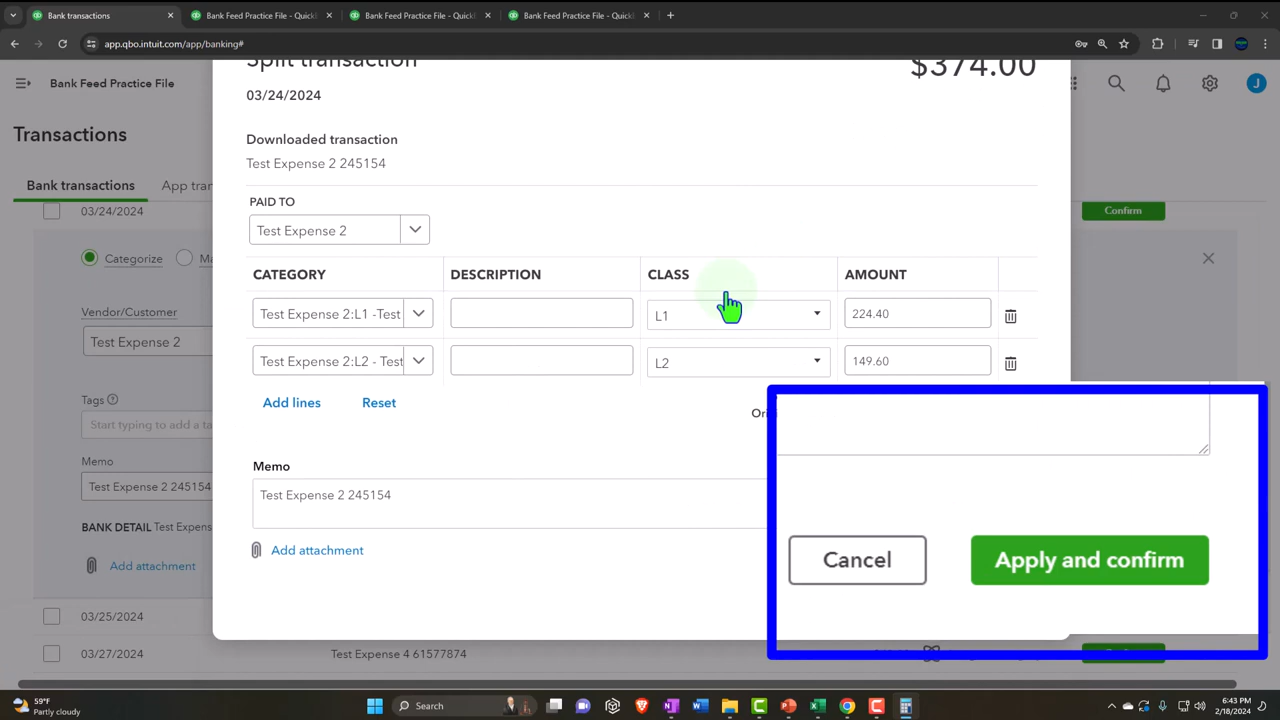 Bank transactions
Bank Feed Practice File - Quickl
Bank Feed Practice File - Quickl
Bank Feed Practice File - Quickl
app.qbo.intuit.com/app/banking#
Bank Feed Practice File
J
Split transaction
$374.00
03/24/2024
Transactions
Downloaded transaction
Test Expense 2 245154
Bank transactions
App tran
PAID TO
03/24/2024
Confirm
Test Expense 2
Categorize
Ma
CATEGORY
DESCRIPTION
CLASS
AMOUNT
Vendor/Customer
Test Expense 2:L1 -Test
L1
224.40
Test Expense 2
Test Expense 2:L2 - Test
L2
149.60
Tags
Add lines
Reset
Ori
Start typing to add a ta
Memo
Memo
Test Expense 2 245154
Test Expense 2 245154
BANK DETAIL Test Expens
Add attachment
Add attachment
Cancel
Apply and confirm
03/25/2024
03/27/2024
Test Expense 4 61577874
59°F
Partly cloudy
Search
6:43 PM
2/18/2024